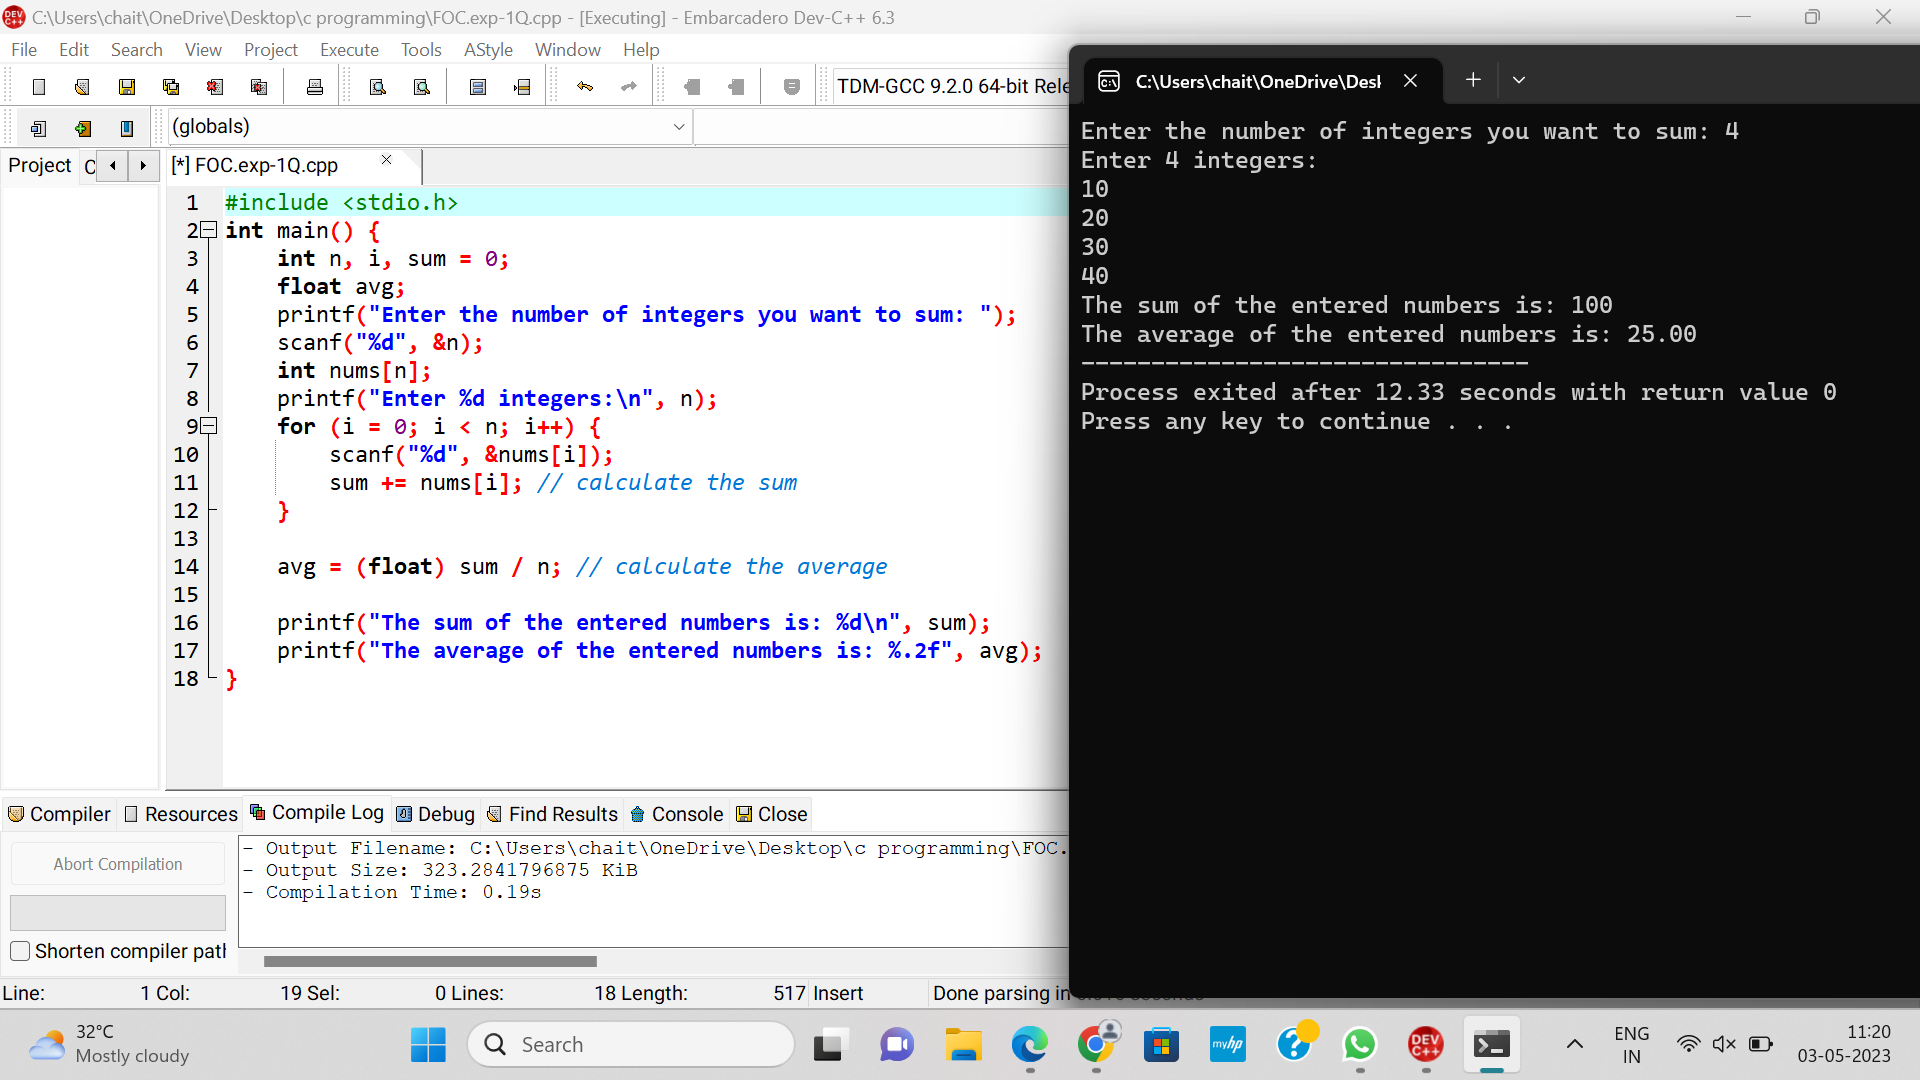 C:\Users\chait\OneDrive\Desktop\c programming\FOC.exp-1Q.cpp - [Executing] - Embarcadero Dev-C++ 6.3
File Edit Search View Project Execute Tools AStyle Window Help
TDM-GCC 9.2.0 64-bit Rele
(globals)
Project C
[*] FOC.exp-1Q.cpp
1 #include <stdio.h>
2 int main() {
3     int n, i, sum = 0;
4     float avg;
5     printf("Enter the number of integers you want to sum: ");
6     scanf("%d", &n);
7     int nums[n];
8     printf("Enter %d integers:\n", n);
9     for (i = 0; i < n; i++) {
10         scanf("%d", &nums[i]);
11         sum += nums[i]; // calculate the sum
12     }
13
14     avg = (float) sum / n; // calculate the average
15
16     printf("The sum of the entered numbers is: %d\n", sum);
17     printf("The average of the entered numbers is: %.2f", avg);
18 }
C:\Users\chait\OneDrive\Desl
Enter the number of integers you want to sum: 4
Enter 4 integers:
10
20
30
40
The sum of the entered numbers is: 100
The average of the entered numbers is: 25.00
--------------------------------
Process exited after 12.33 seconds with return value 0
Press any key to continue . . .
Compiler Resources Compile Log Debug Find Results Console Close
Abort Compilation
Shorten compiler path
- Output Filename: C:\Users\chait\OneDrive\Desktop\c programming\FOC.
- Output Size: 323.2841796875 KiB
- Compilation Time: 0.19s
Line: 1 Col: 19 Sel: 0 Lines: 18 Length: 517 Insert Done parsing in
32°C
Mostly cloudy
Search
myhp
DEV C++
ENG
IN
11:20
03-05-2023